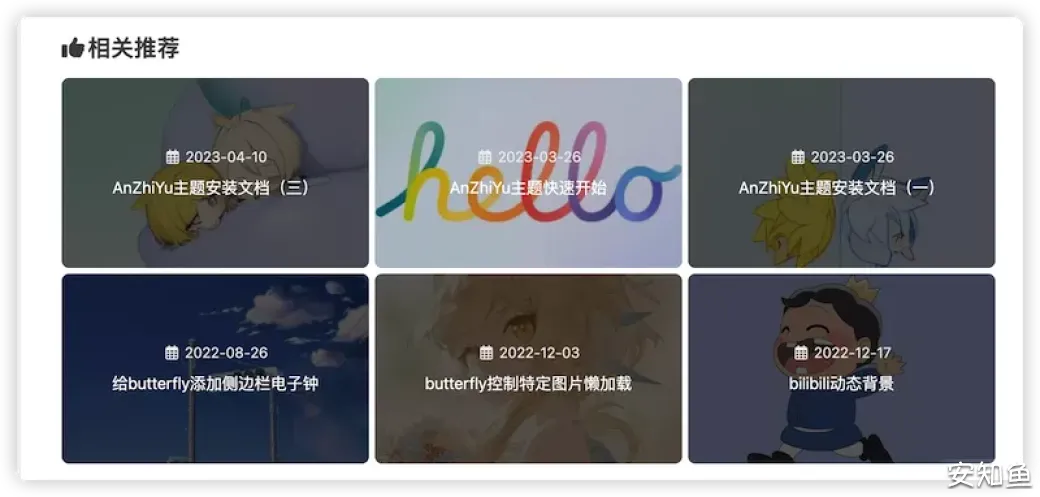 相关推荐
2023-04-10
AnZhiYu主题安装文档（三）
2023-03-26
AnZhiYu主题快速开始
2023-03-26
AnZhiYu主题安装文档（一）
2022-08-26
给butterfly添加侧边栏电子钟
2022-12-03
butterfly控制特定图片懒加载
2022-12-17
bilibili动态背景
hello
安知鱼